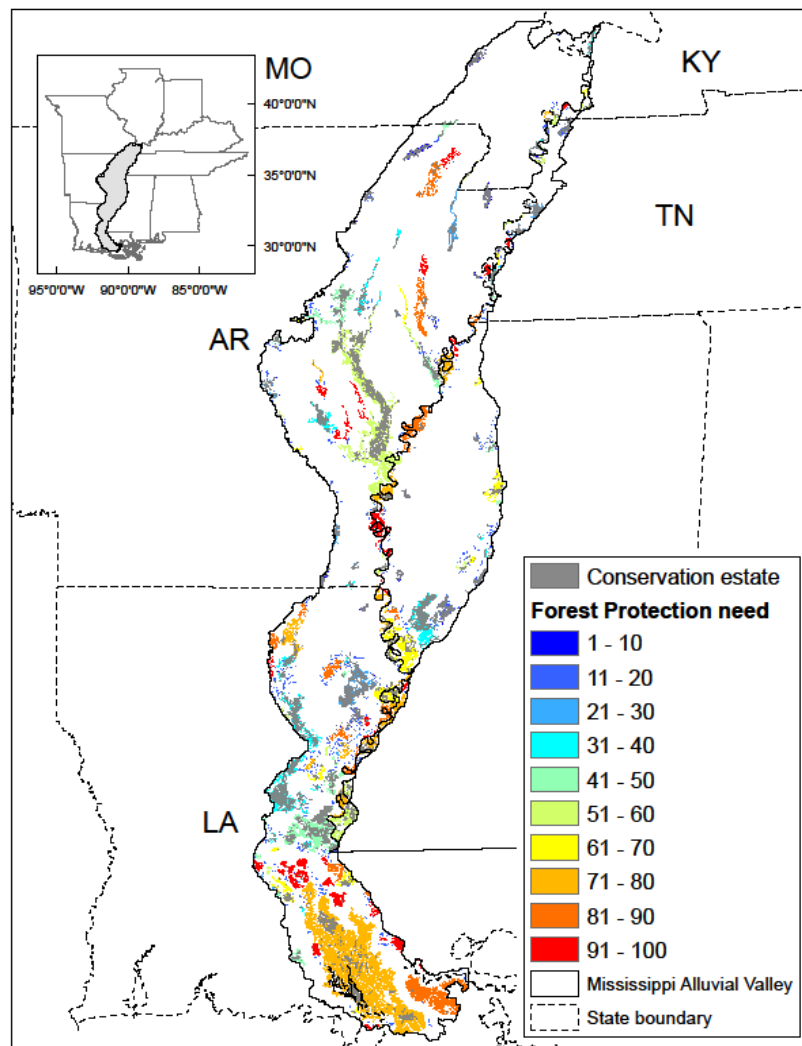 MO
KY
40°0'0"N
35°0'0"N
TN
30°0'0"N
95°0'0"W 90°0'0"W 85°0'0"W
AR
Conservation estate
Forest Protection need
1 - 10
11 - 20
21 - 30
31 - 40
41 - 50
51 - 60
61 - 70
71 - 80
81 - 90
91 - 100
Mississippi Alluvial Valley
State boundary
LA